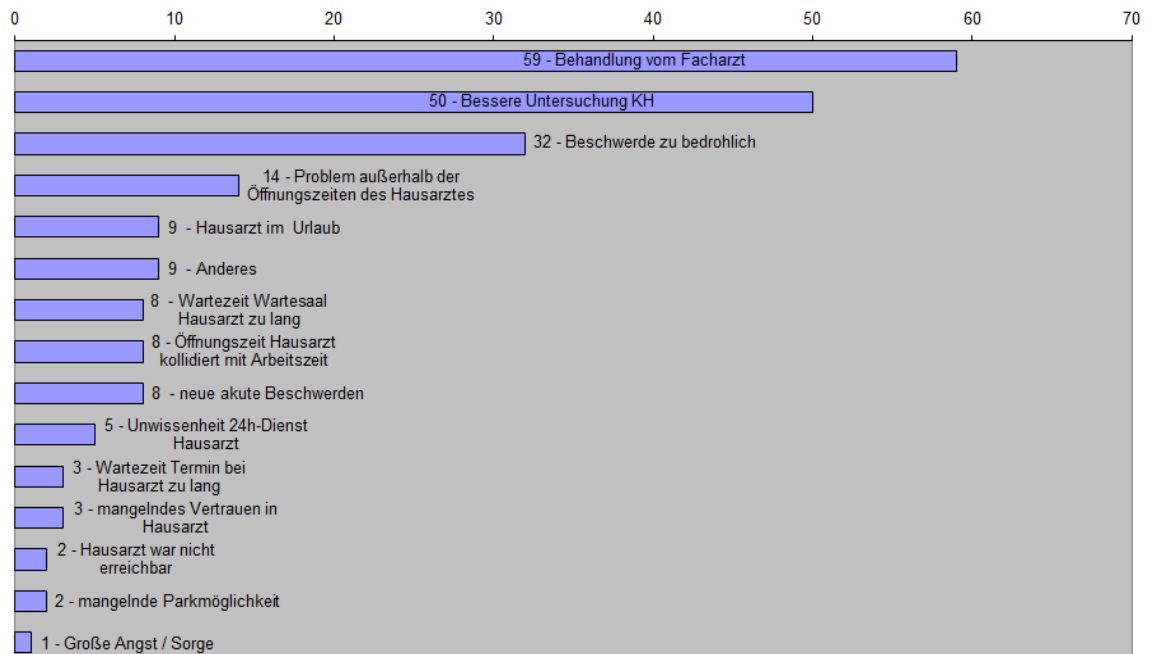 0 10 20 30 40 50 60 70
59 - Behandlung vom Facharzt
50 - Bessere Untersuchung KH
32 - Beschwerde zu bedrohlich
14 - Problem außerhalb der
Öffnungszeiten des Hausarztes
9 - Hausarzt im Urlaub
9 - Anderes
8 - Wartezeit Wartesaal
Hausarzt zu lang
8 - Öffnungszeit Hausarzt
kollidiert mit Arbeitszeit
8 - neue akute Beschwerden
5 - Unwissenheit 24h-Dienst
Hausarzt
3 - Wartezeit Termin bei
Hausarzt zu lang
3 - mangelndes Vertrauen in
Hausarzt
2 - Hausarzt war nicht
erreichbar
2 - mangelnde Parkmöglichkeit
1 - Große Angst / Sorge